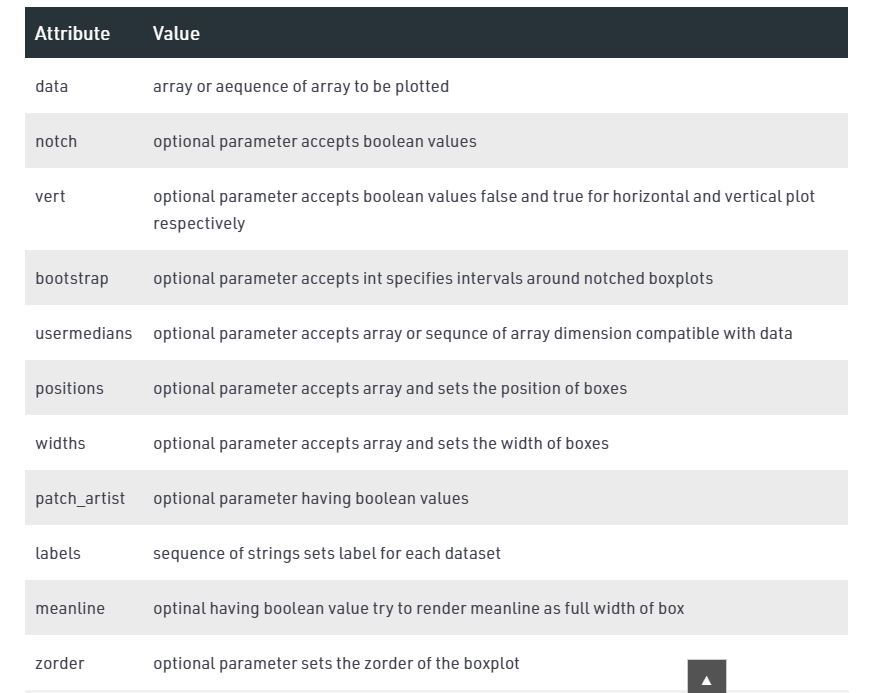 Attribute Value
data array or aequence of array to be plotted
notch optional parameter accepts boolean values
vert optional parameter accepts boolean values false and true for horizontal and vertical plot
respectively
bootstrap optional parameter accepts int specifies intervals around notched boxplots
usermedians optional parameter accepts array or sequnce of array dimension compatible with data
positions optional parameter accepts array and sets the position of boxes
widths optional parameter accepts array and sets the width of boxes
patch_artist optional parameter having boolean values
labels sequence of strings sets label for each dataset
meanline optinal having boolean value try to render meanline as full width of box
zorder optional parameter sets the zorder of the boxplot